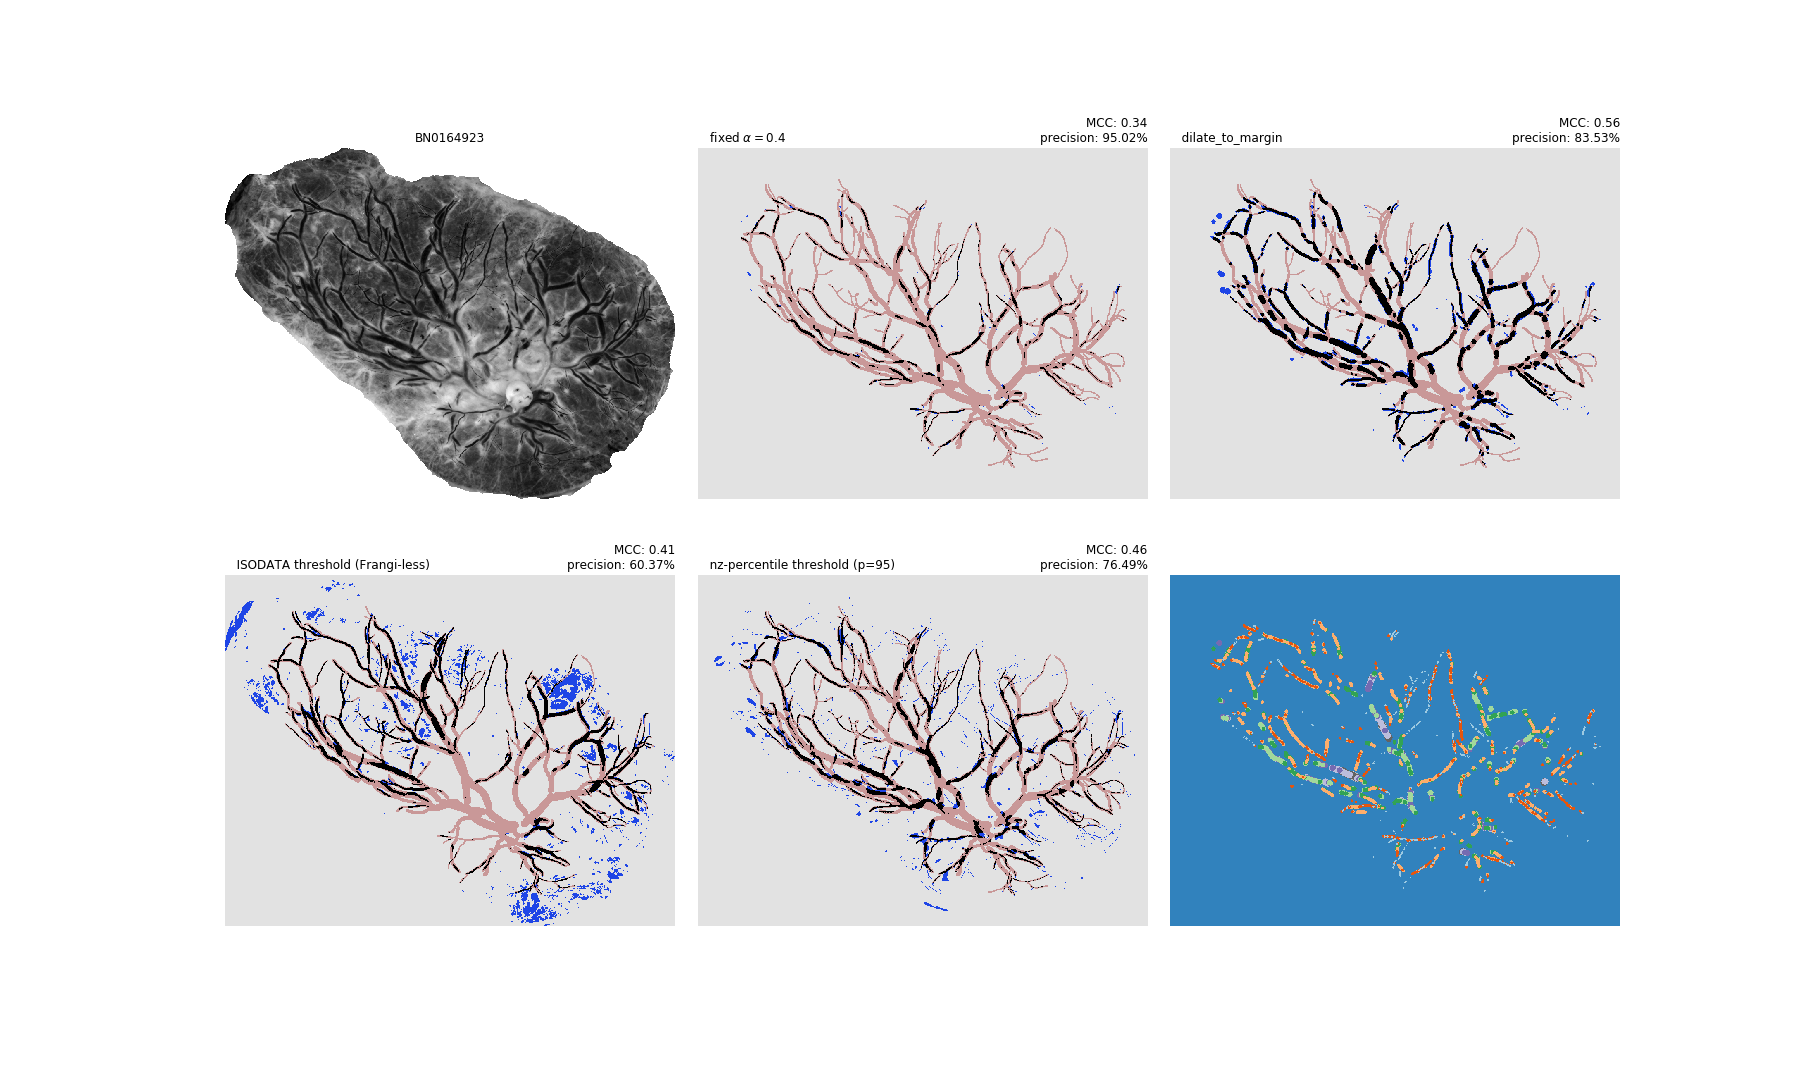 BN0164923
MCC: 0.34
fixed α = 0.4
precision: 95.02%
MCC: 0.56
dilate_to_margin
precision: 83.53%
MCC: 0.41
ISODATA threshold (Frangi-less)
precision: 60.37%
MCC: 0.46
nz-percentile threshold (p=95)
precision: 76.49%